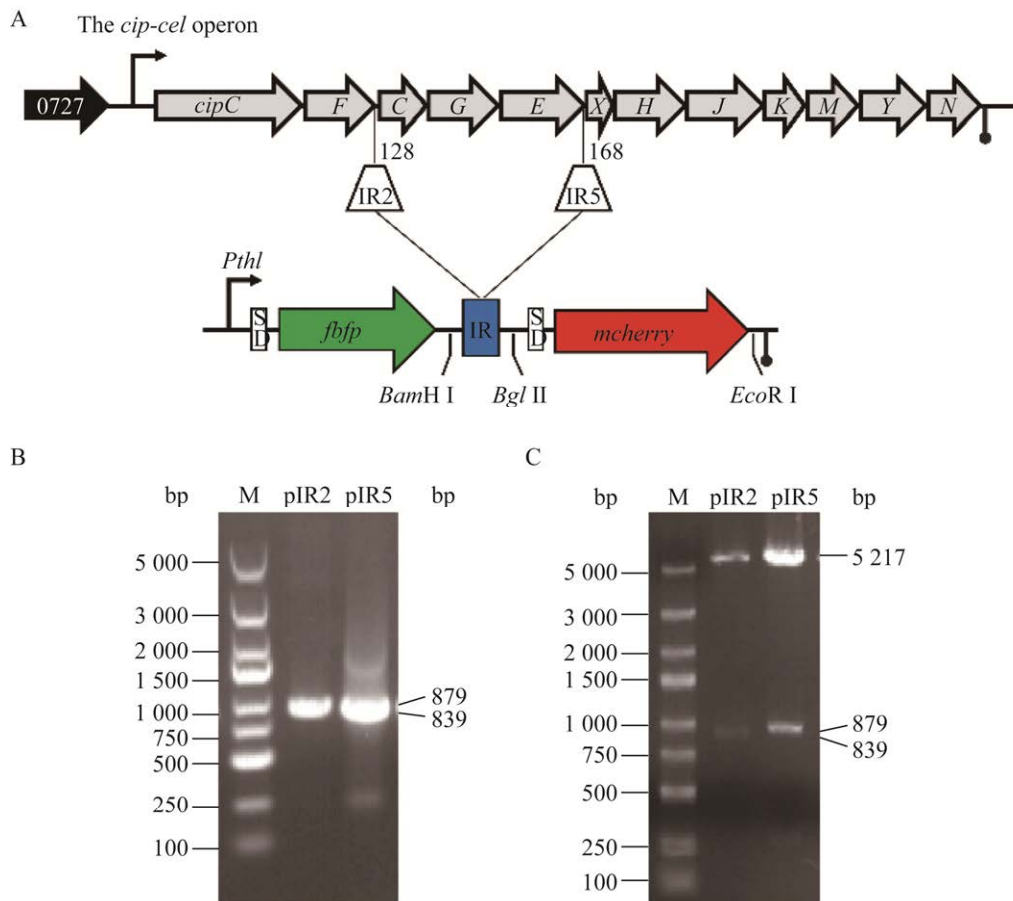 A
The cip-cel operon
0727
cipC F C G E X H J K M Y N
128 168
IR2 IR5
Pthl
SD fbfp IR SD mcherry
BamH I Bgl II EcoR I
B
bp M pIR2 pIR5 bp
5 000
3 000
2 000
1 500
1 000
750
500
250
100
879
839
C
bp M pIR2 pIR5 bp
5 000
3 000
2 000
1 500
1 000
750
500
250
100
5 217
879
839